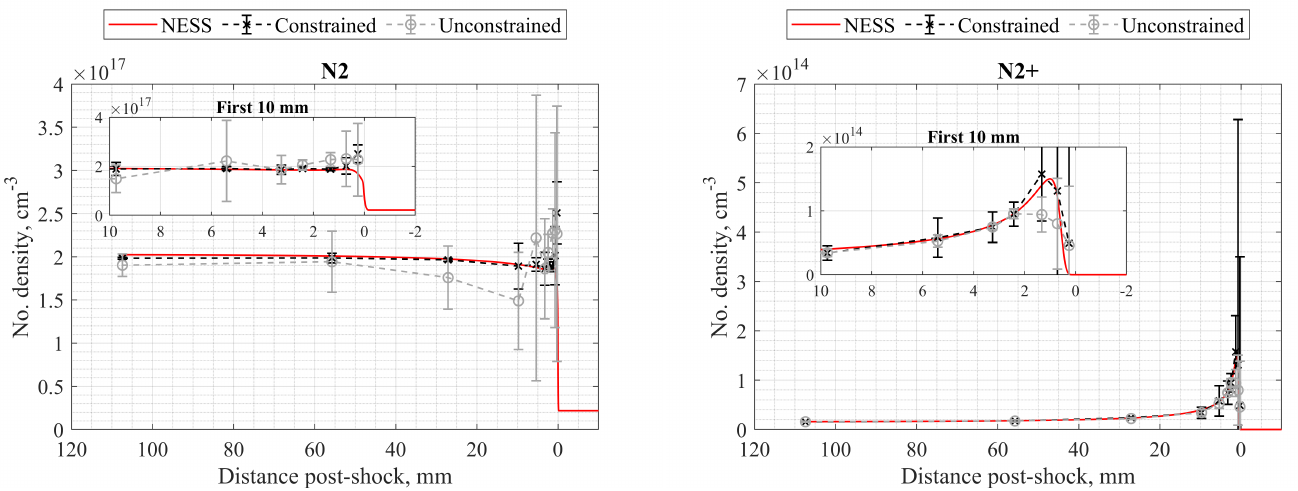 NESS Constrained Unconstrained
N2
×10^17
4
3.5
3
2.5
2
1.5
1
0.5
0
120 100 80 60 40 20 0
Distance post-shock, mm
No. density, cm^-3
First 10 mm
×10^17
4
2
0
10 8 6 4 2 0 -2
NESS Constrained Unconstrained
N2+
×10^14
7
6
5
4
3
2
1
0
120 100 80 60 40 20 0
Distance post-shock, mm
No. density, cm^-3
First 10 mm
×10^14
2
1
0
10 8 6 4 2 0 -2